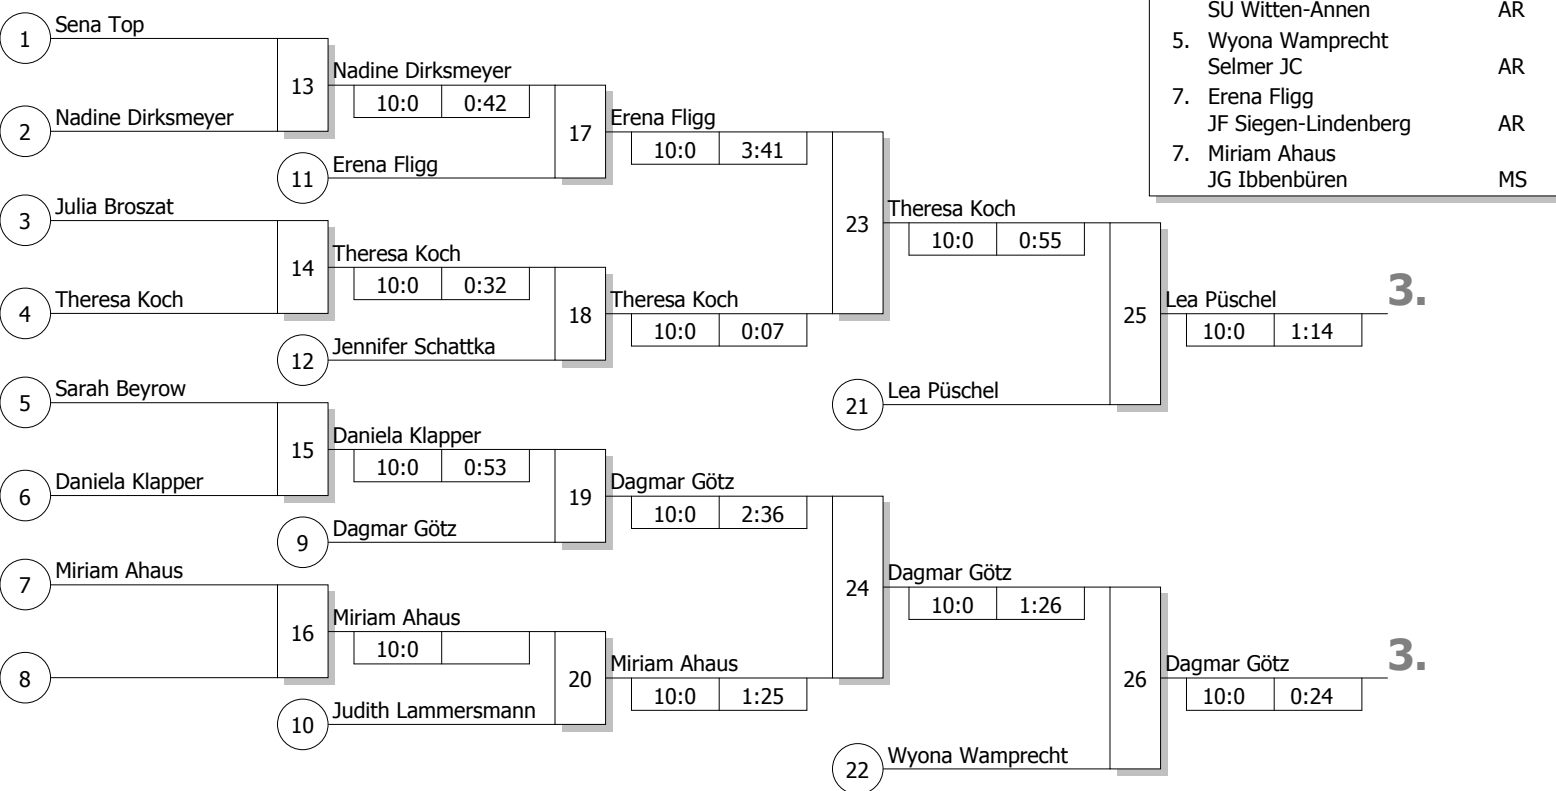 SU Witten-Annen AR
5. Wyona Wamprecht
Selmer JC AR
7. Erena Fligg
JF Siegen-Lindenberg AR
7. Miriam Ahaus
JG Ibbenbüren MS
1 Sena Top
13
Nadine Dirksmeyer
10:0 0:42
2 Nadine Dirksmeyer
17
Erena Fligg
10:0 3:41
11 Erena Fligg
3 Julia Broszat
23
Theresa Koch
10:0 0:55
14
Theresa Koch
10:0 0:32
4 Theresa Koch
18
Theresa Koch
10:0 0:07
25
Lea Püschel
10:0 1:14
3.
12 Jennifer Schattka
5 Sarah Beyrow
21 Lea Püschel
15
Daniela Klapper
10:0 0:53
6 Daniela Klapper
19
Dagmar Götz
10:0 2:36
9 Dagmar Götz
7 Miriam Ahaus
24
Dagmar Götz
10:0 1:26
16
Miriam Ahaus
10:0
8
20
Miriam Ahaus
10:0 1:25
26
Dagmar Götz
10:0 0:24
3.
10 Judith Lammersmann
22 Wyona Wamprecht